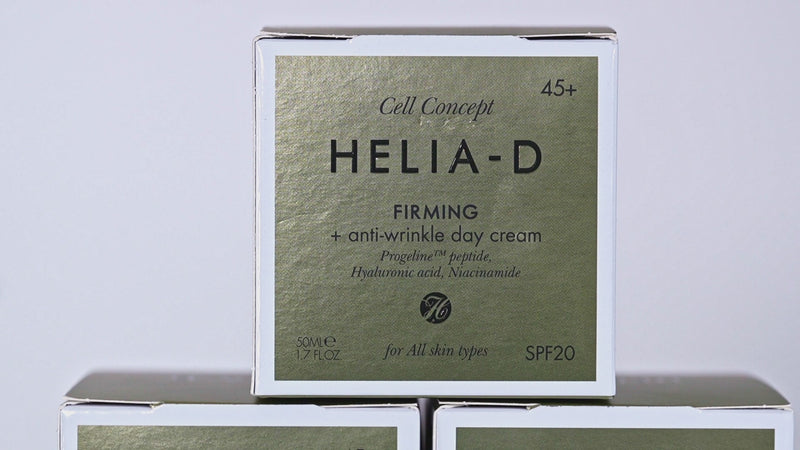 45+
Cell Concept
HELIA-D
FIRMING
+ anti-wrinkle day cream
Progeline™ peptide,
Hyaluronic acid, Niacinamide
H
50ML℮
1.7 FL.OZ.
for All skin types
SPF20